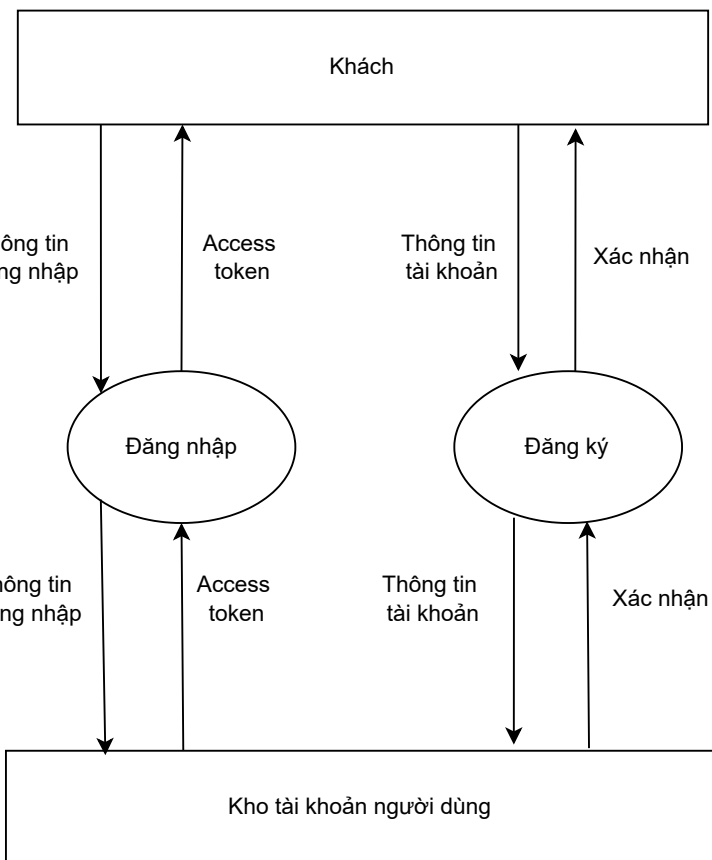 Khách
ông tin
ng nhập
Access
token
Thông tin
tài khoản
Xác nhận
Đăng nhập
Đăng ký
hông tin
ng nhập
Access
token
Thông tin
tài khoản
Xác nhận
Kho tài khoản người dùng